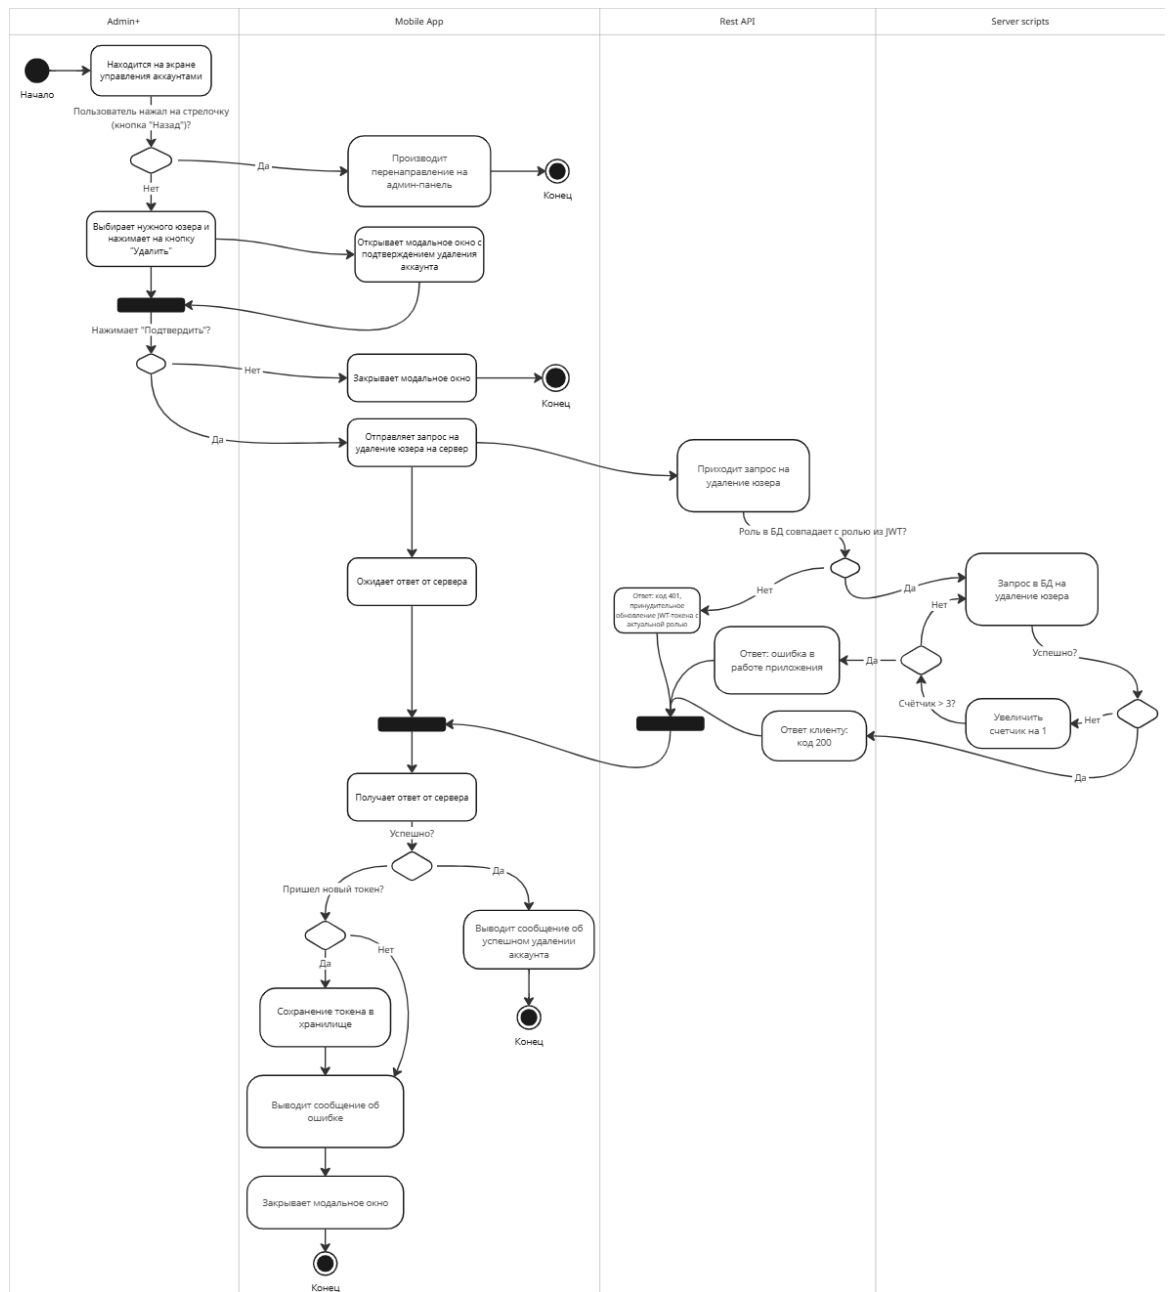 Admin+
Mobile App
Rest API
Server scripts
Находится на экране
управления аккаунтами
Начало
Пользователь нажал на стрелочку
(кнопка "Назад")?
Да
Производит
перенаправление на
админ-панель
Конец
Нет
Выбирает нужного юзера и
нажимает на кнопку
"Удалить"
Открывает модальное окно с
подтверждением удаления
аккаунта
Нажимает "Подтвердить"?
Нет
Закрывает модальное окно
Конец
Да
Отправляет запрос на
удаление юзера на сервер
Приходит запрос на
удаление юзера
Роль в БД совпадает с ролью из JWT?
Ожидает ответ от сервера
Нет
Да
Запрос в БД на
удаление юзера
Ответ: код 401,
принудительное
обновление JWT-токена с
актуальной ролью
Нет
Успешно?
Ответ: ошибка в
работе приложения
Да
Счётчик > 3?
Увеличить
счетчик на 1
Нет
Ответ клиенту:
код 200
Да
Получает ответ от сервера
Успешно?
Да
Пришел новый токен?
Выводит сообщение об
успешном удалении
аккаунта
Нет
Да
Сохранение токена в
хранилище
Конец
Выводит сообщение об
ошибке
Закрывает модальное окно
Конец